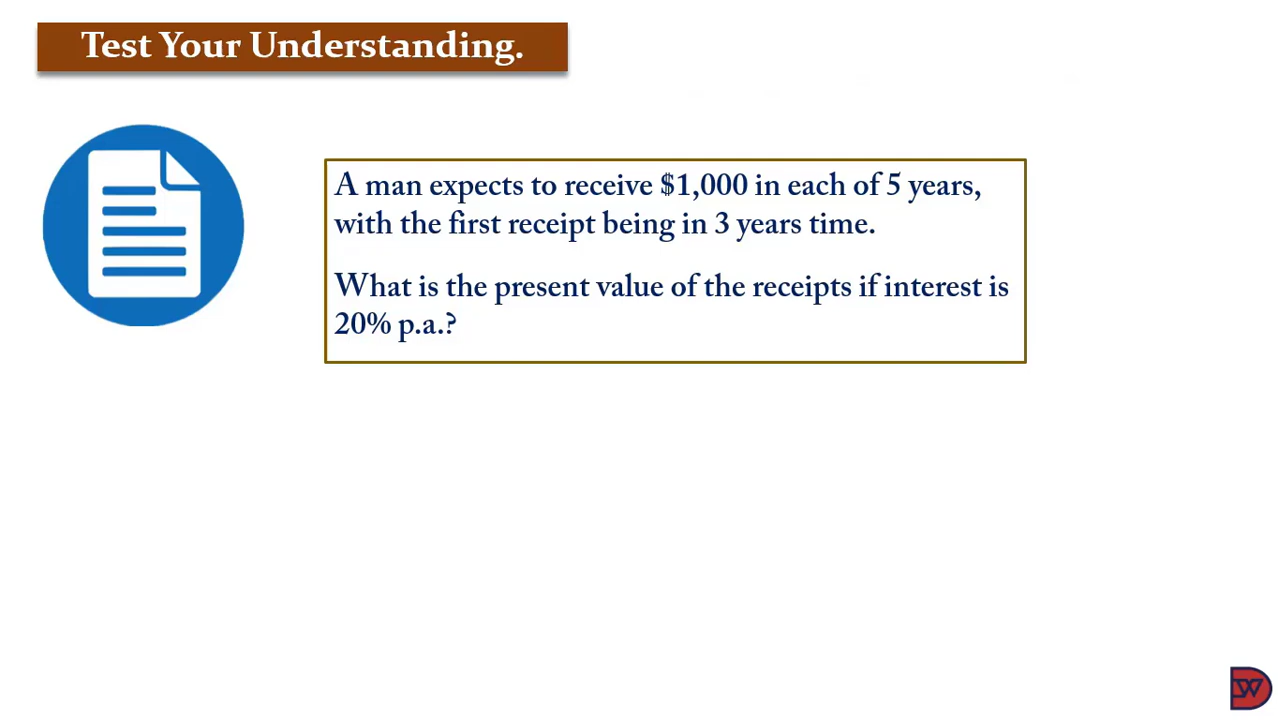 Test Your Understanding.
A man expects to receive $1,000 in each of 5 years,
with the first receipt being in 3 years time.
What is the present value of the receipts if interest is
20% p.a.?
DW